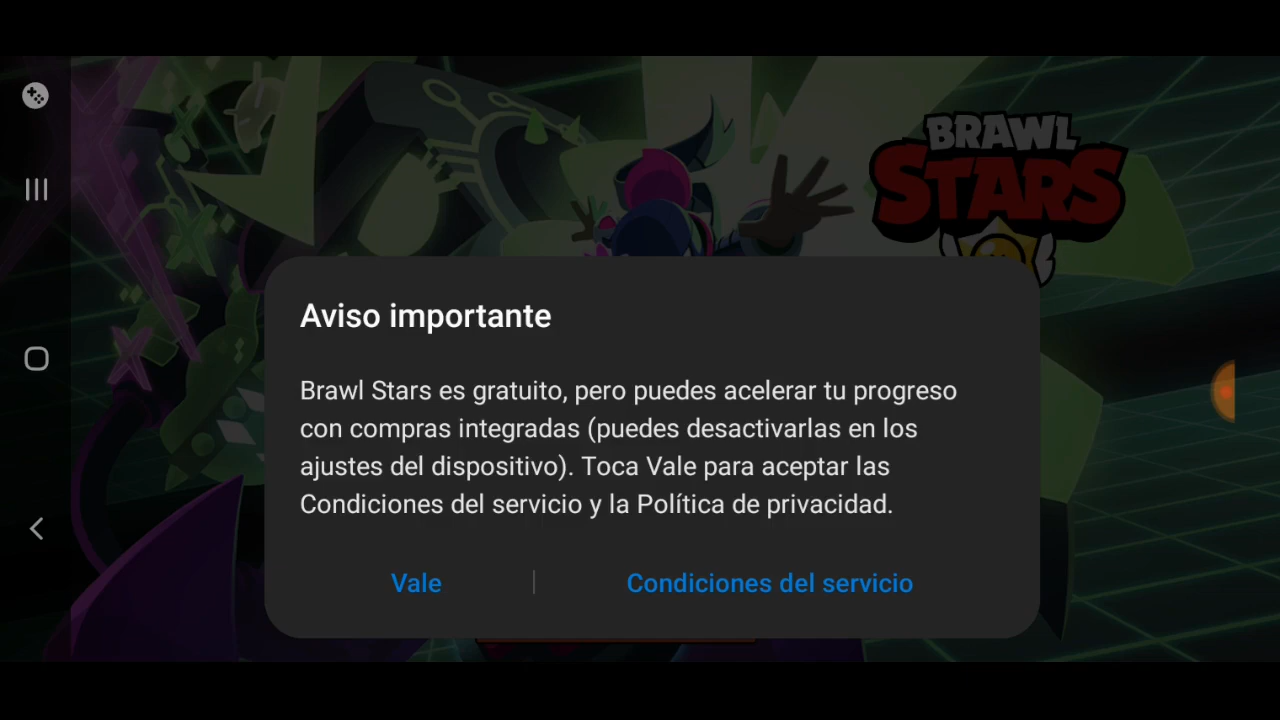 BRAWL
STARS
Aviso importante
Brawl Stars es gratuito, pero puedes acelerar tu progreso
con compras integradas (puedes desactivarlas en los
ajustes del dispositivo). Toca Vale para aceptar las
Condiciones del servicio y la Política de privacidad.
Vale
Condiciones del servicio